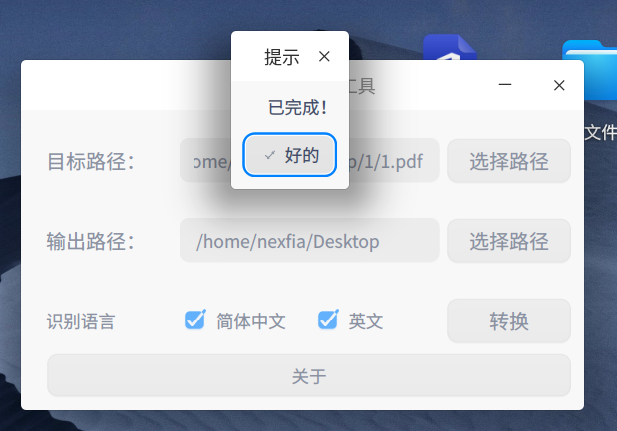 提示
工具
已完成！
好的
目标路径：
ome/
/1/1.pdf
选择路径
输出路径：
/home/nexfia/Desktop
选择路径
识别语言
简体中文
英文
转换
关于
文件